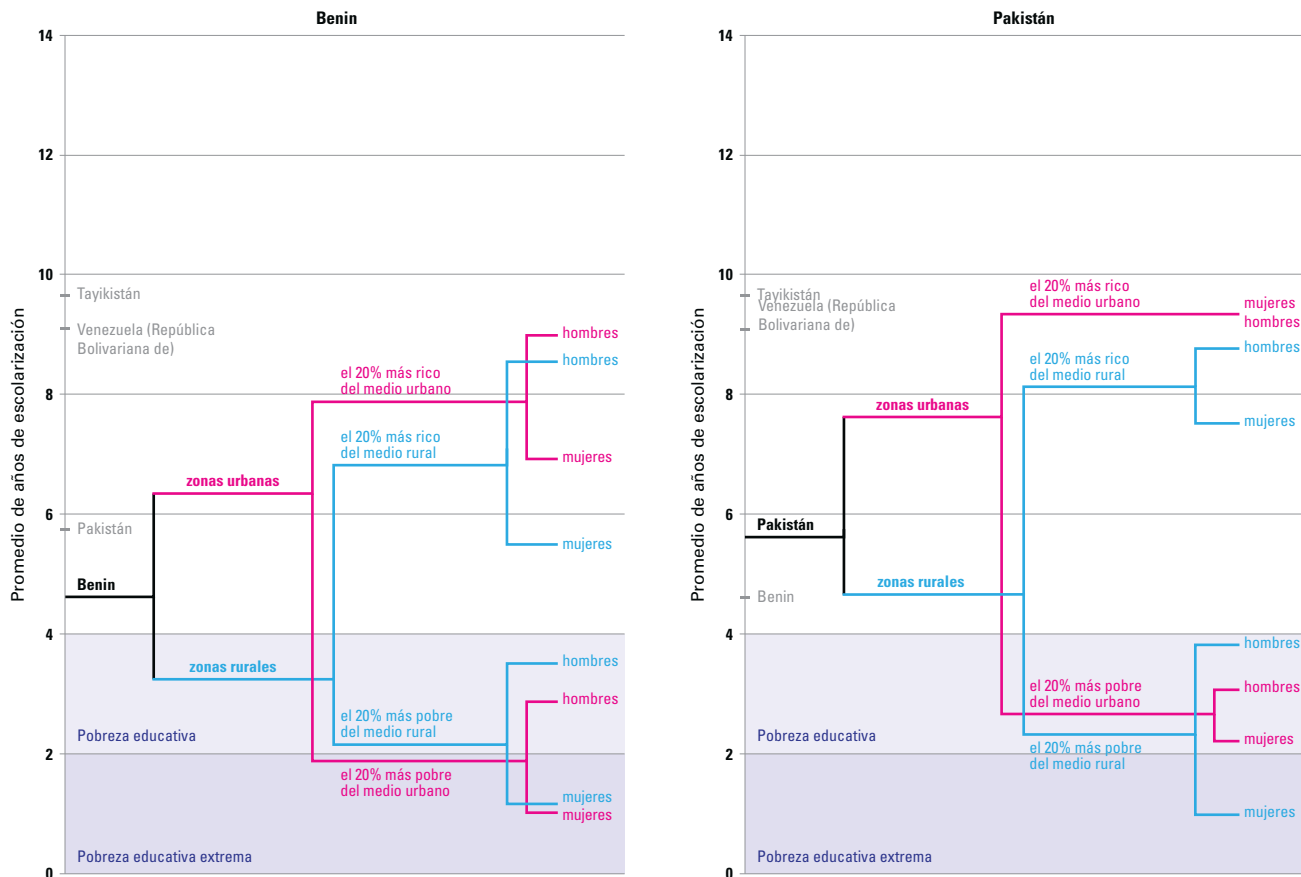 Benin
14
12
10
8
6
4
2
0
Promedio de años de escolarización
Tayikistán
Venezuela (República
Bolivariana de)
Pakistán
Benin
zonas urbanas
zonas rurales
el 20% más rico
del medio urbano
el 20% más rico
del medio rural
el 20% más pobre
del medio rural
el 20% más pobre
del medio urbano
hombres
hombres
mujeres
mujeres
hombres
hombres
mujeres
mujeres
Pobreza educativa
Pobreza educativa extrema
Pakistán
14
12
10
8
6
4
2
0
Promedio de años de escolarización
Tayikistán
Venezuela (República
Bolivariana de)
Pakistán
Benin
zonas urbanas
zonas rurales
el 20% más rico
del medio urbano
el 20% más rico
del medio rural
el 20% más pobre
del medio urbano
el 20% más pobre
del medio rural
mujeres
hombres
hombres
mujeres
hombres
hombres
mujeres
mujeres
Pobreza educativa
Pobreza educativa extrema